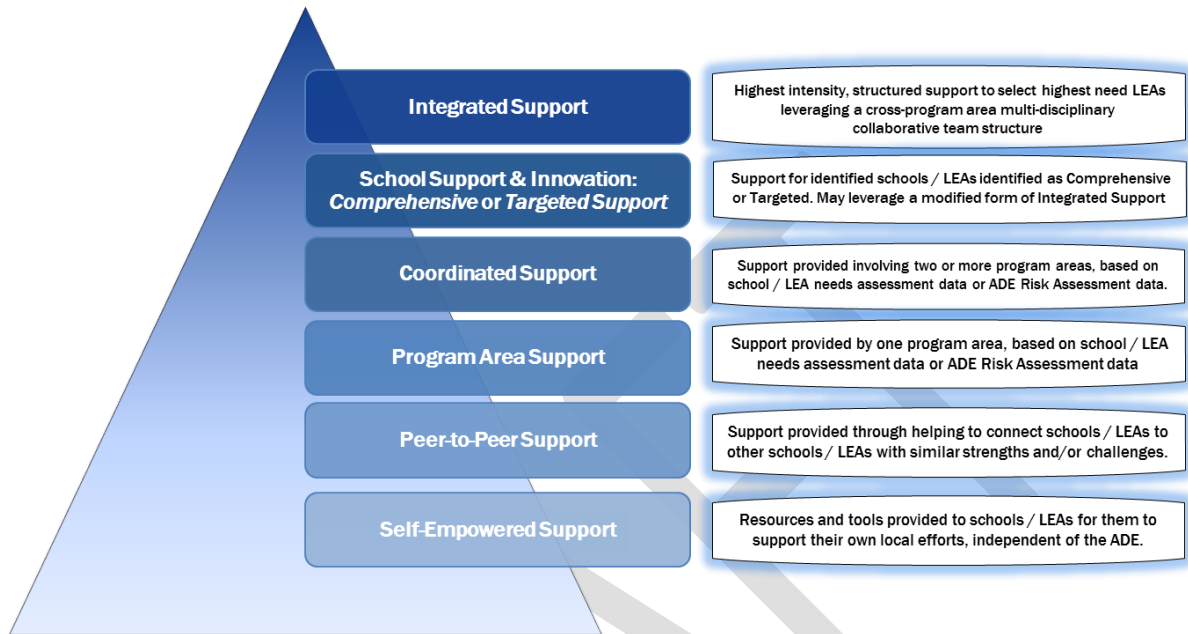 Integrated Support
Highest intensity, structured support to select highest need LEAs
leveraging a cross-program area multi-disciplinary
collaborative team structure
School Support & Innovation:
Comprehensive or Targeted Support
Support for identified schools / LEAs identified as Comprehensive
or Targeted. May leverage a modified form of Integrated Support
Coordinated Support
Support provided involving two or more program areas, based on
school / LEA needs assessment data or ADE Risk Assessment data.
Program Area Support
Support provided by one program area, based on school / LEA
needs assessment data or ADE Risk Assessment data
Peer-to-Peer Support
Support provided through helping to connect schools / LEAs to
other schools / LEAs with similar strengths and/or challenges.
Self-Empowered Support
Resources and tools provided to schools / LEAs for them to
support their own local efforts, independent of the ADE.